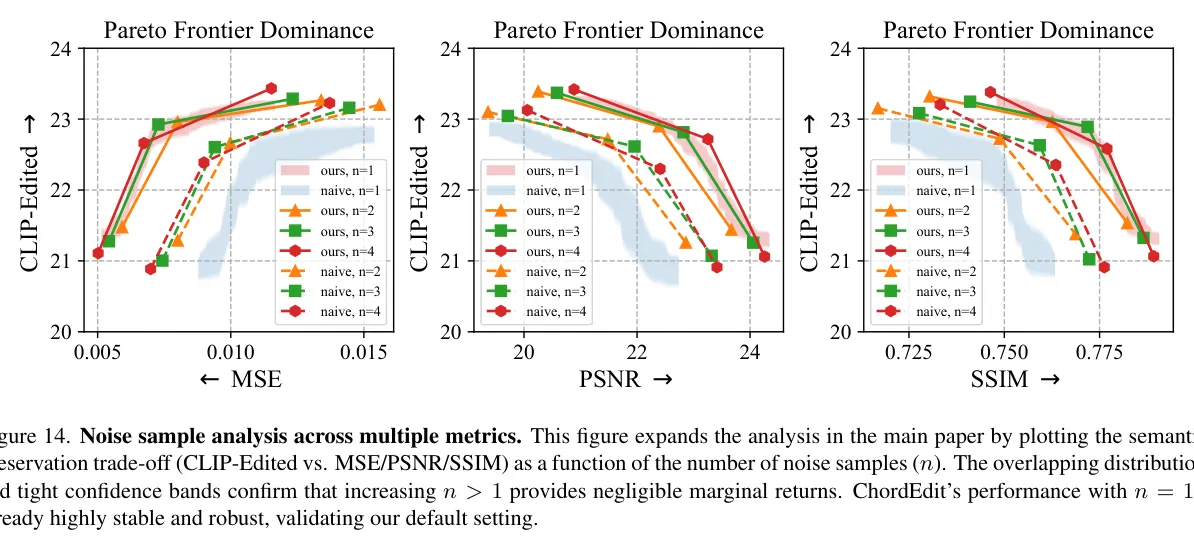 Pareto Frontier Dominance
Pareto Frontier Dominance
Pareto Frontier Dominance
24
23
22
21
20
CLIP-Edited →
0.005
0.010
0.015
← MSE
ours, n=1
naive, n=1
ours, n=2
ours, n=3
ours, n=4
naive, n=2
naive, n=3
naive, n=4
24
23
22
21
20
CLIP-Edited →
20
22
24
PSNR →
ours, n=1
naive, n=1
ours, n=2
ours, n=3
ours, n=4
naive, n=2
naive, n=3
naive, n=4
24
23
22
21
20
CLIP-Edited →
0.725
0.750
0.775
SSIM →
ours, n=1
naive, n=1
ours, n=2
ours, n=3
ours, n=4
naive, n=2
naive, n=3
naive, n=4
gure 14. Noise sample analysis across multiple metrics. This figure expands the analysis in the main paper by plotting the semanti
eservation trade-off (CLIP-Edited vs. MSE/PSNR/SSIM) as a function of the number of noise samples (n). The overlapping distribution
d tight confidence bands confirm that increasing n > 1 provides negligible marginal returns. ChordEdit's performance with n = 1
ready highly stable and robust, validating our default setting.